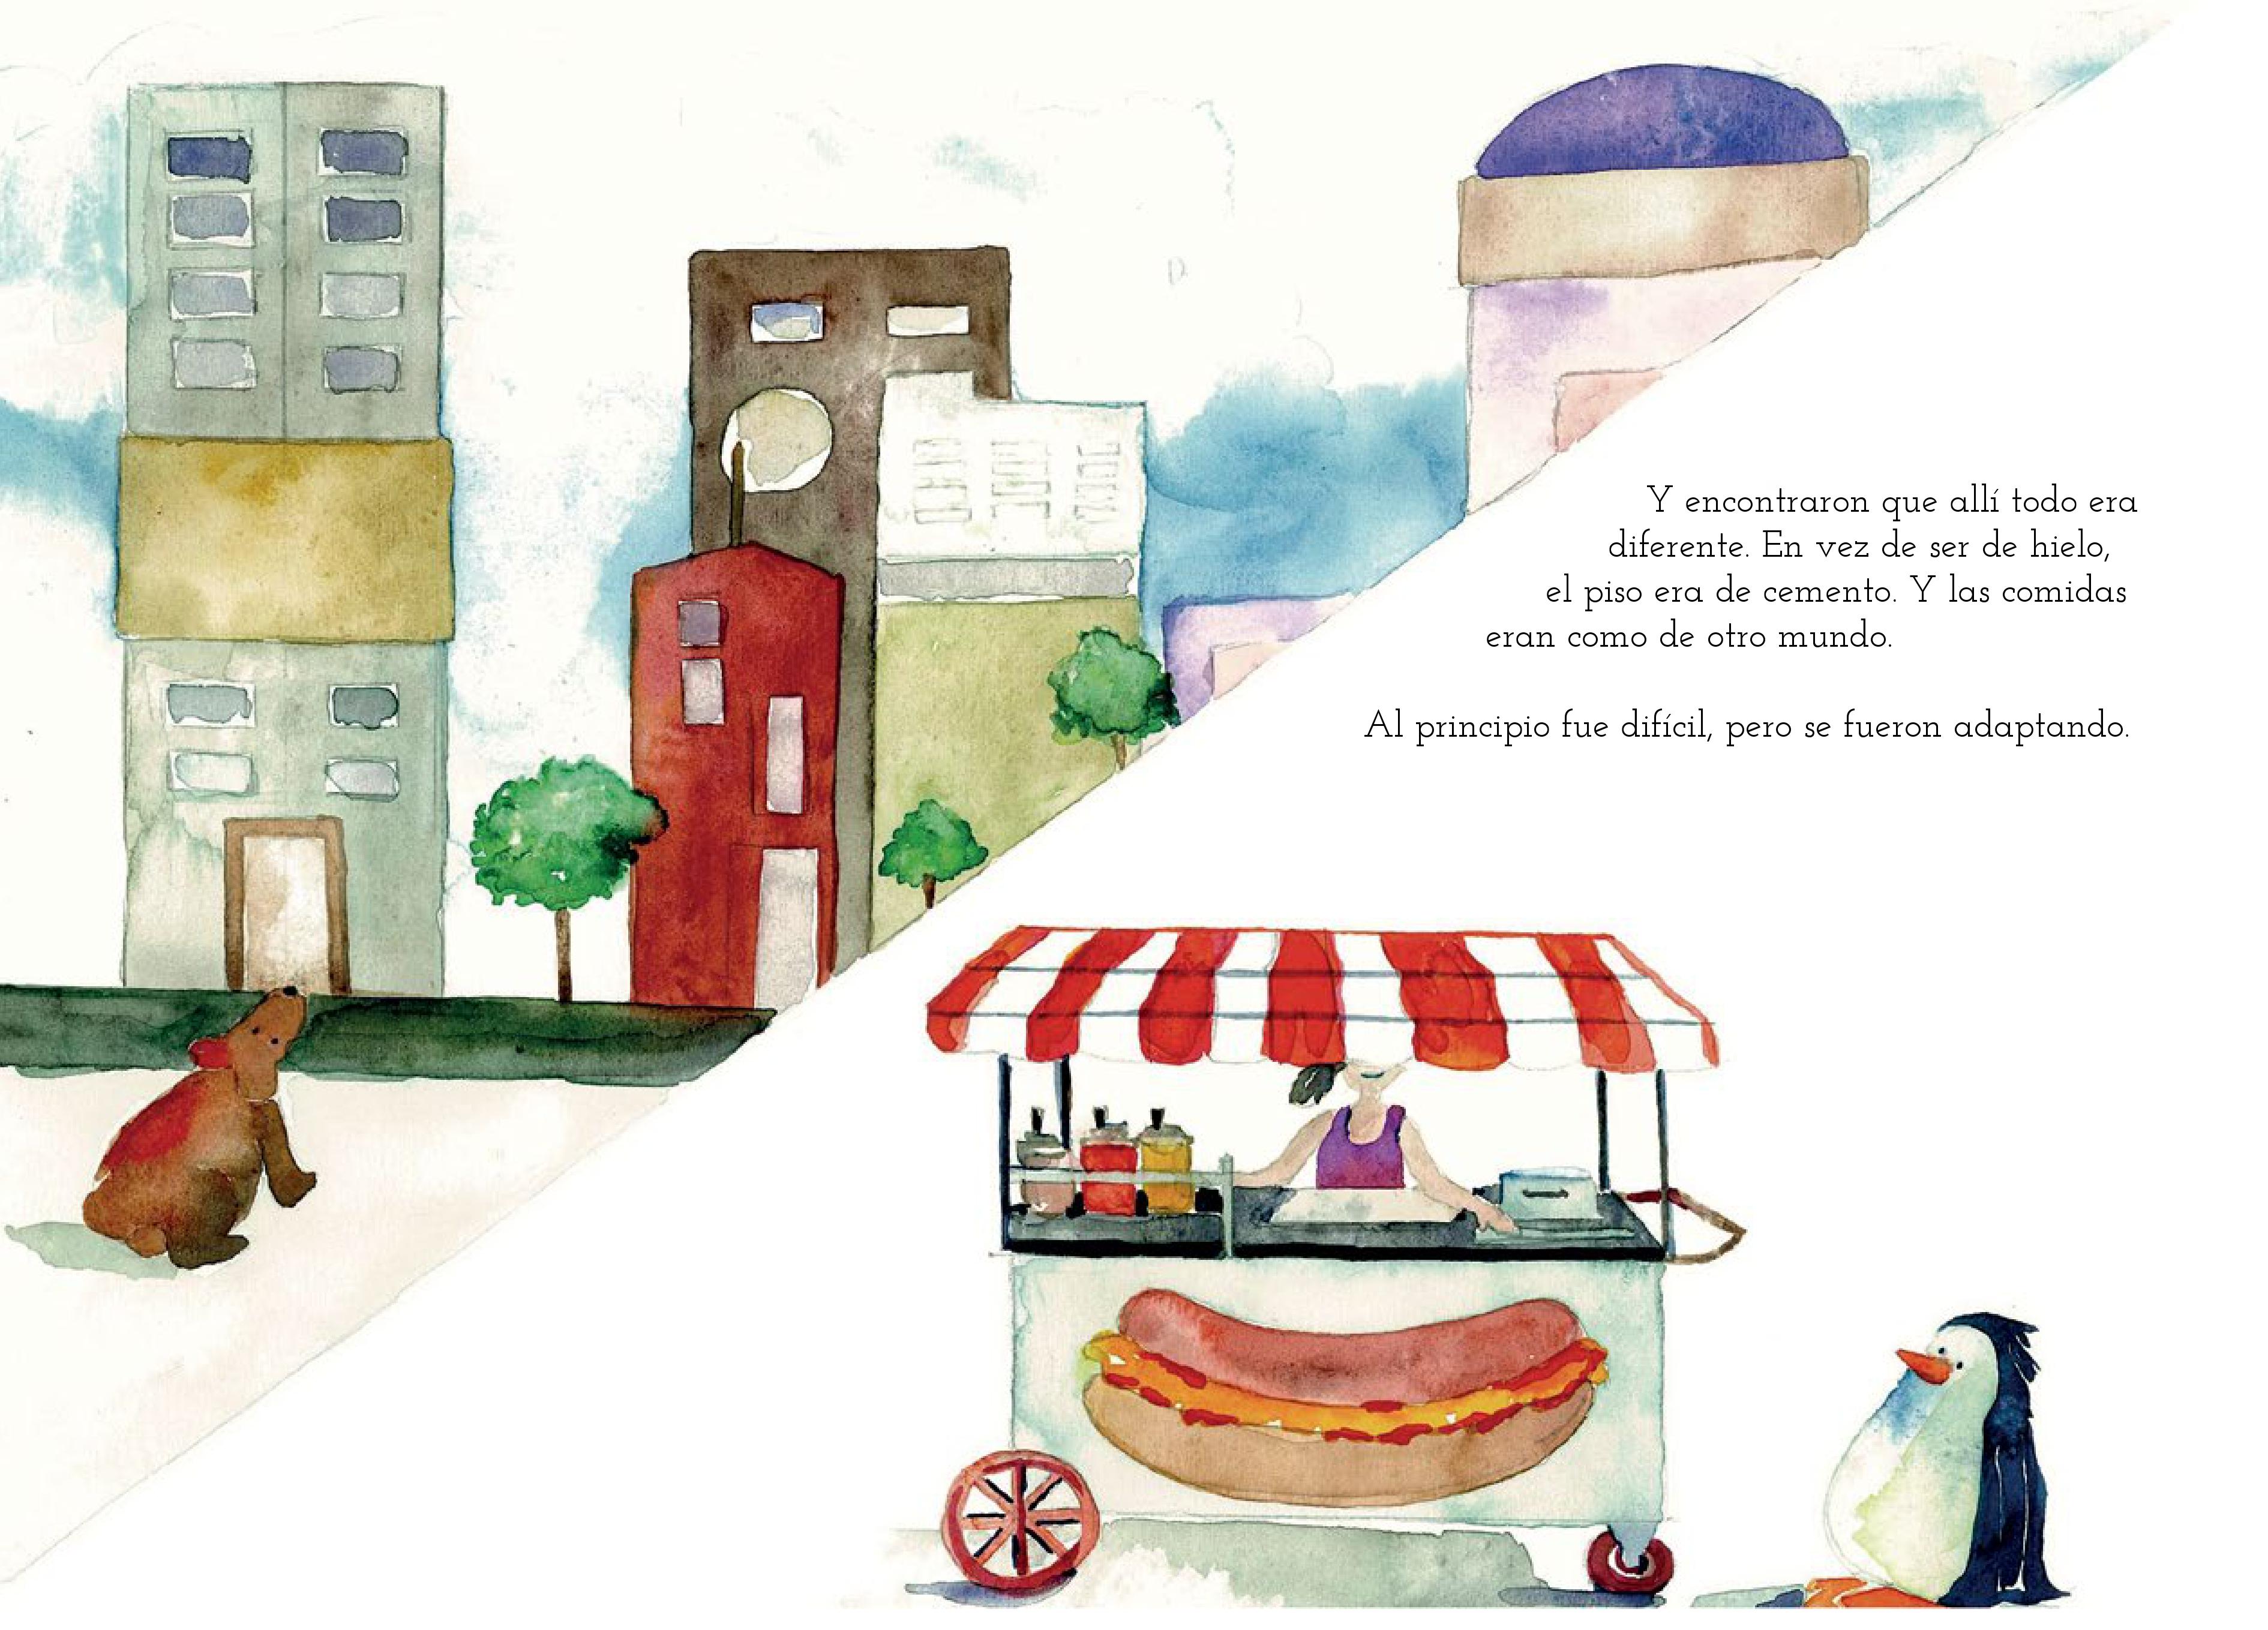 Y encontraron que allí todo era
diferente. En vez de ser de hielo,
el piso era de cemento. Y las comidas
eran como de otro mundo.
Al principio fue difícil, pero se fueron adaptando.